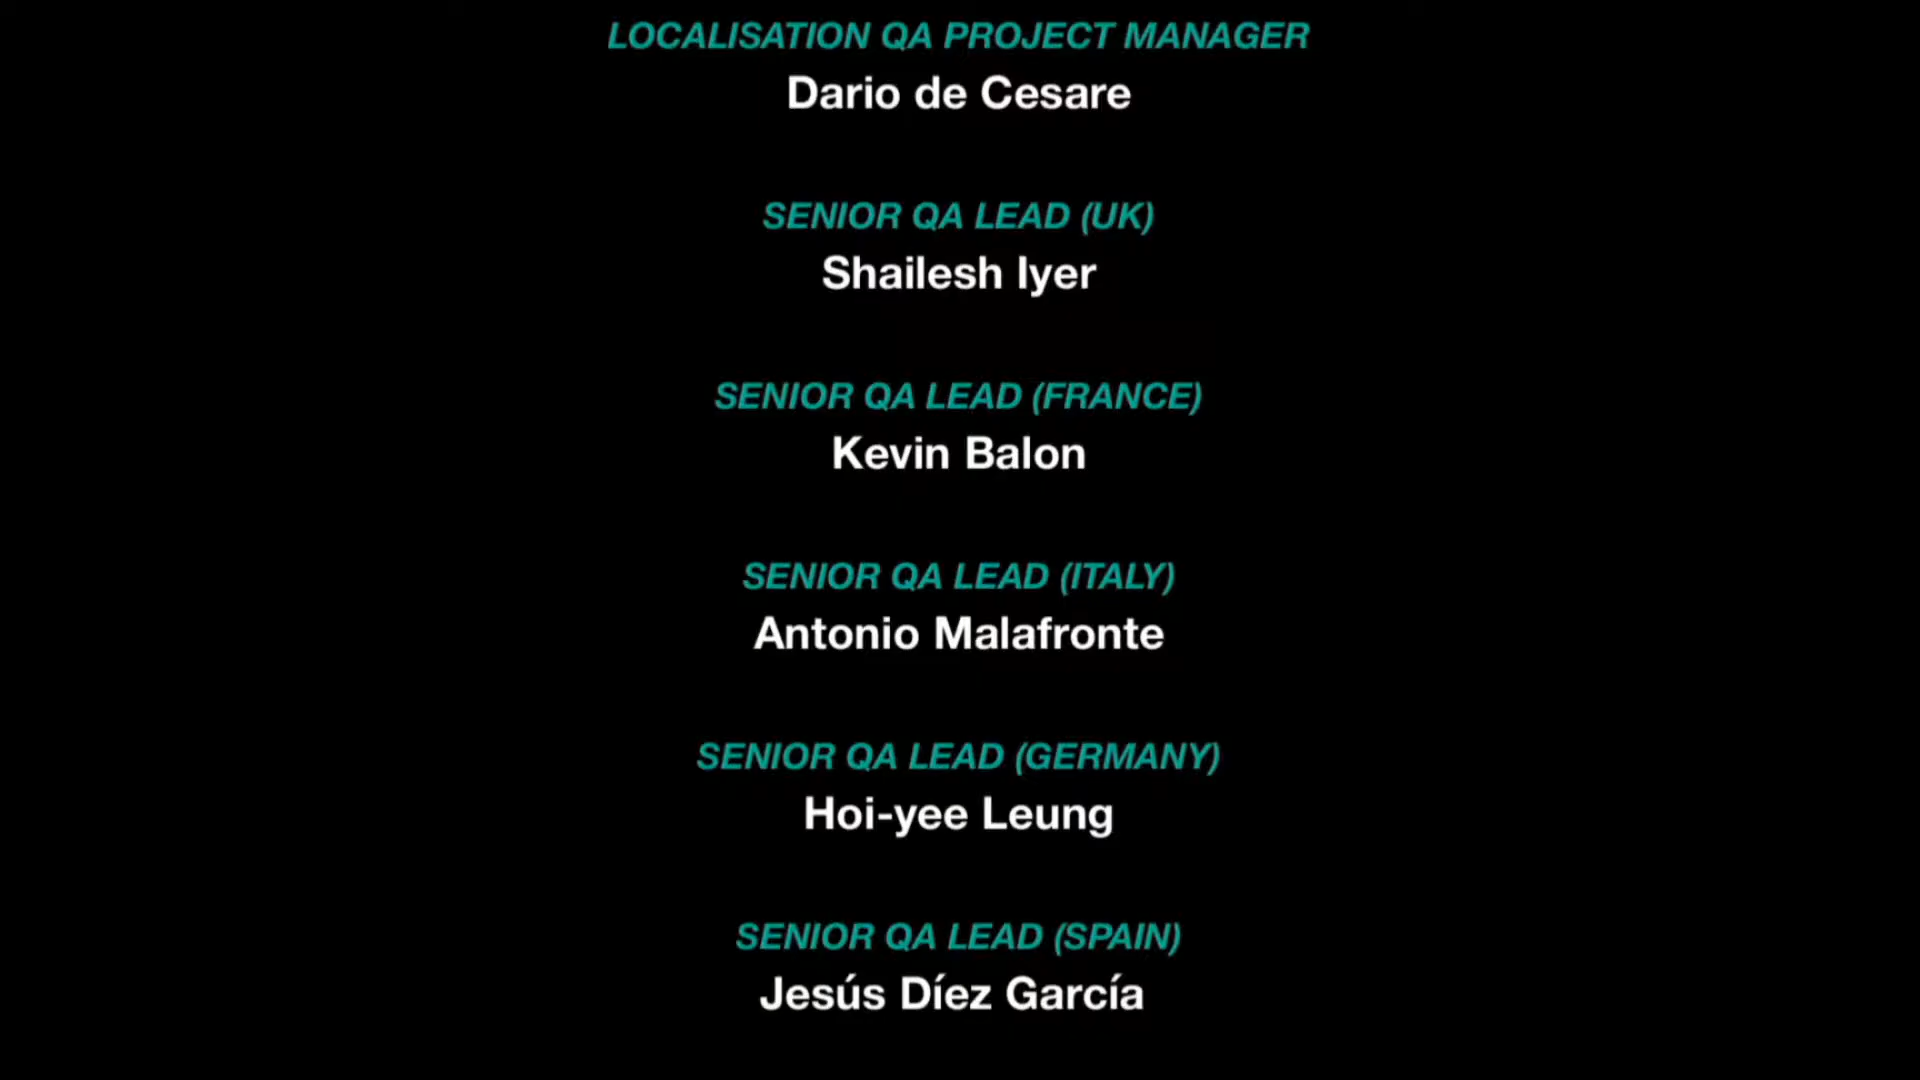 LOCALISATION QA PROJECT MANAGER
Dario de Cesare
SENIOR QA LEAD (UK)
Shailesh Iyer
SENIOR QA LEAD (FRANCE)
Kevin Balon
SENIOR QA LEAD (ITALY)
Antonio Malafronte
SENIOR QA LEAD (GERMANY)
Hoi-yee Leung
SENIOR QA LEAD (SPAIN)
Jesús Díez García